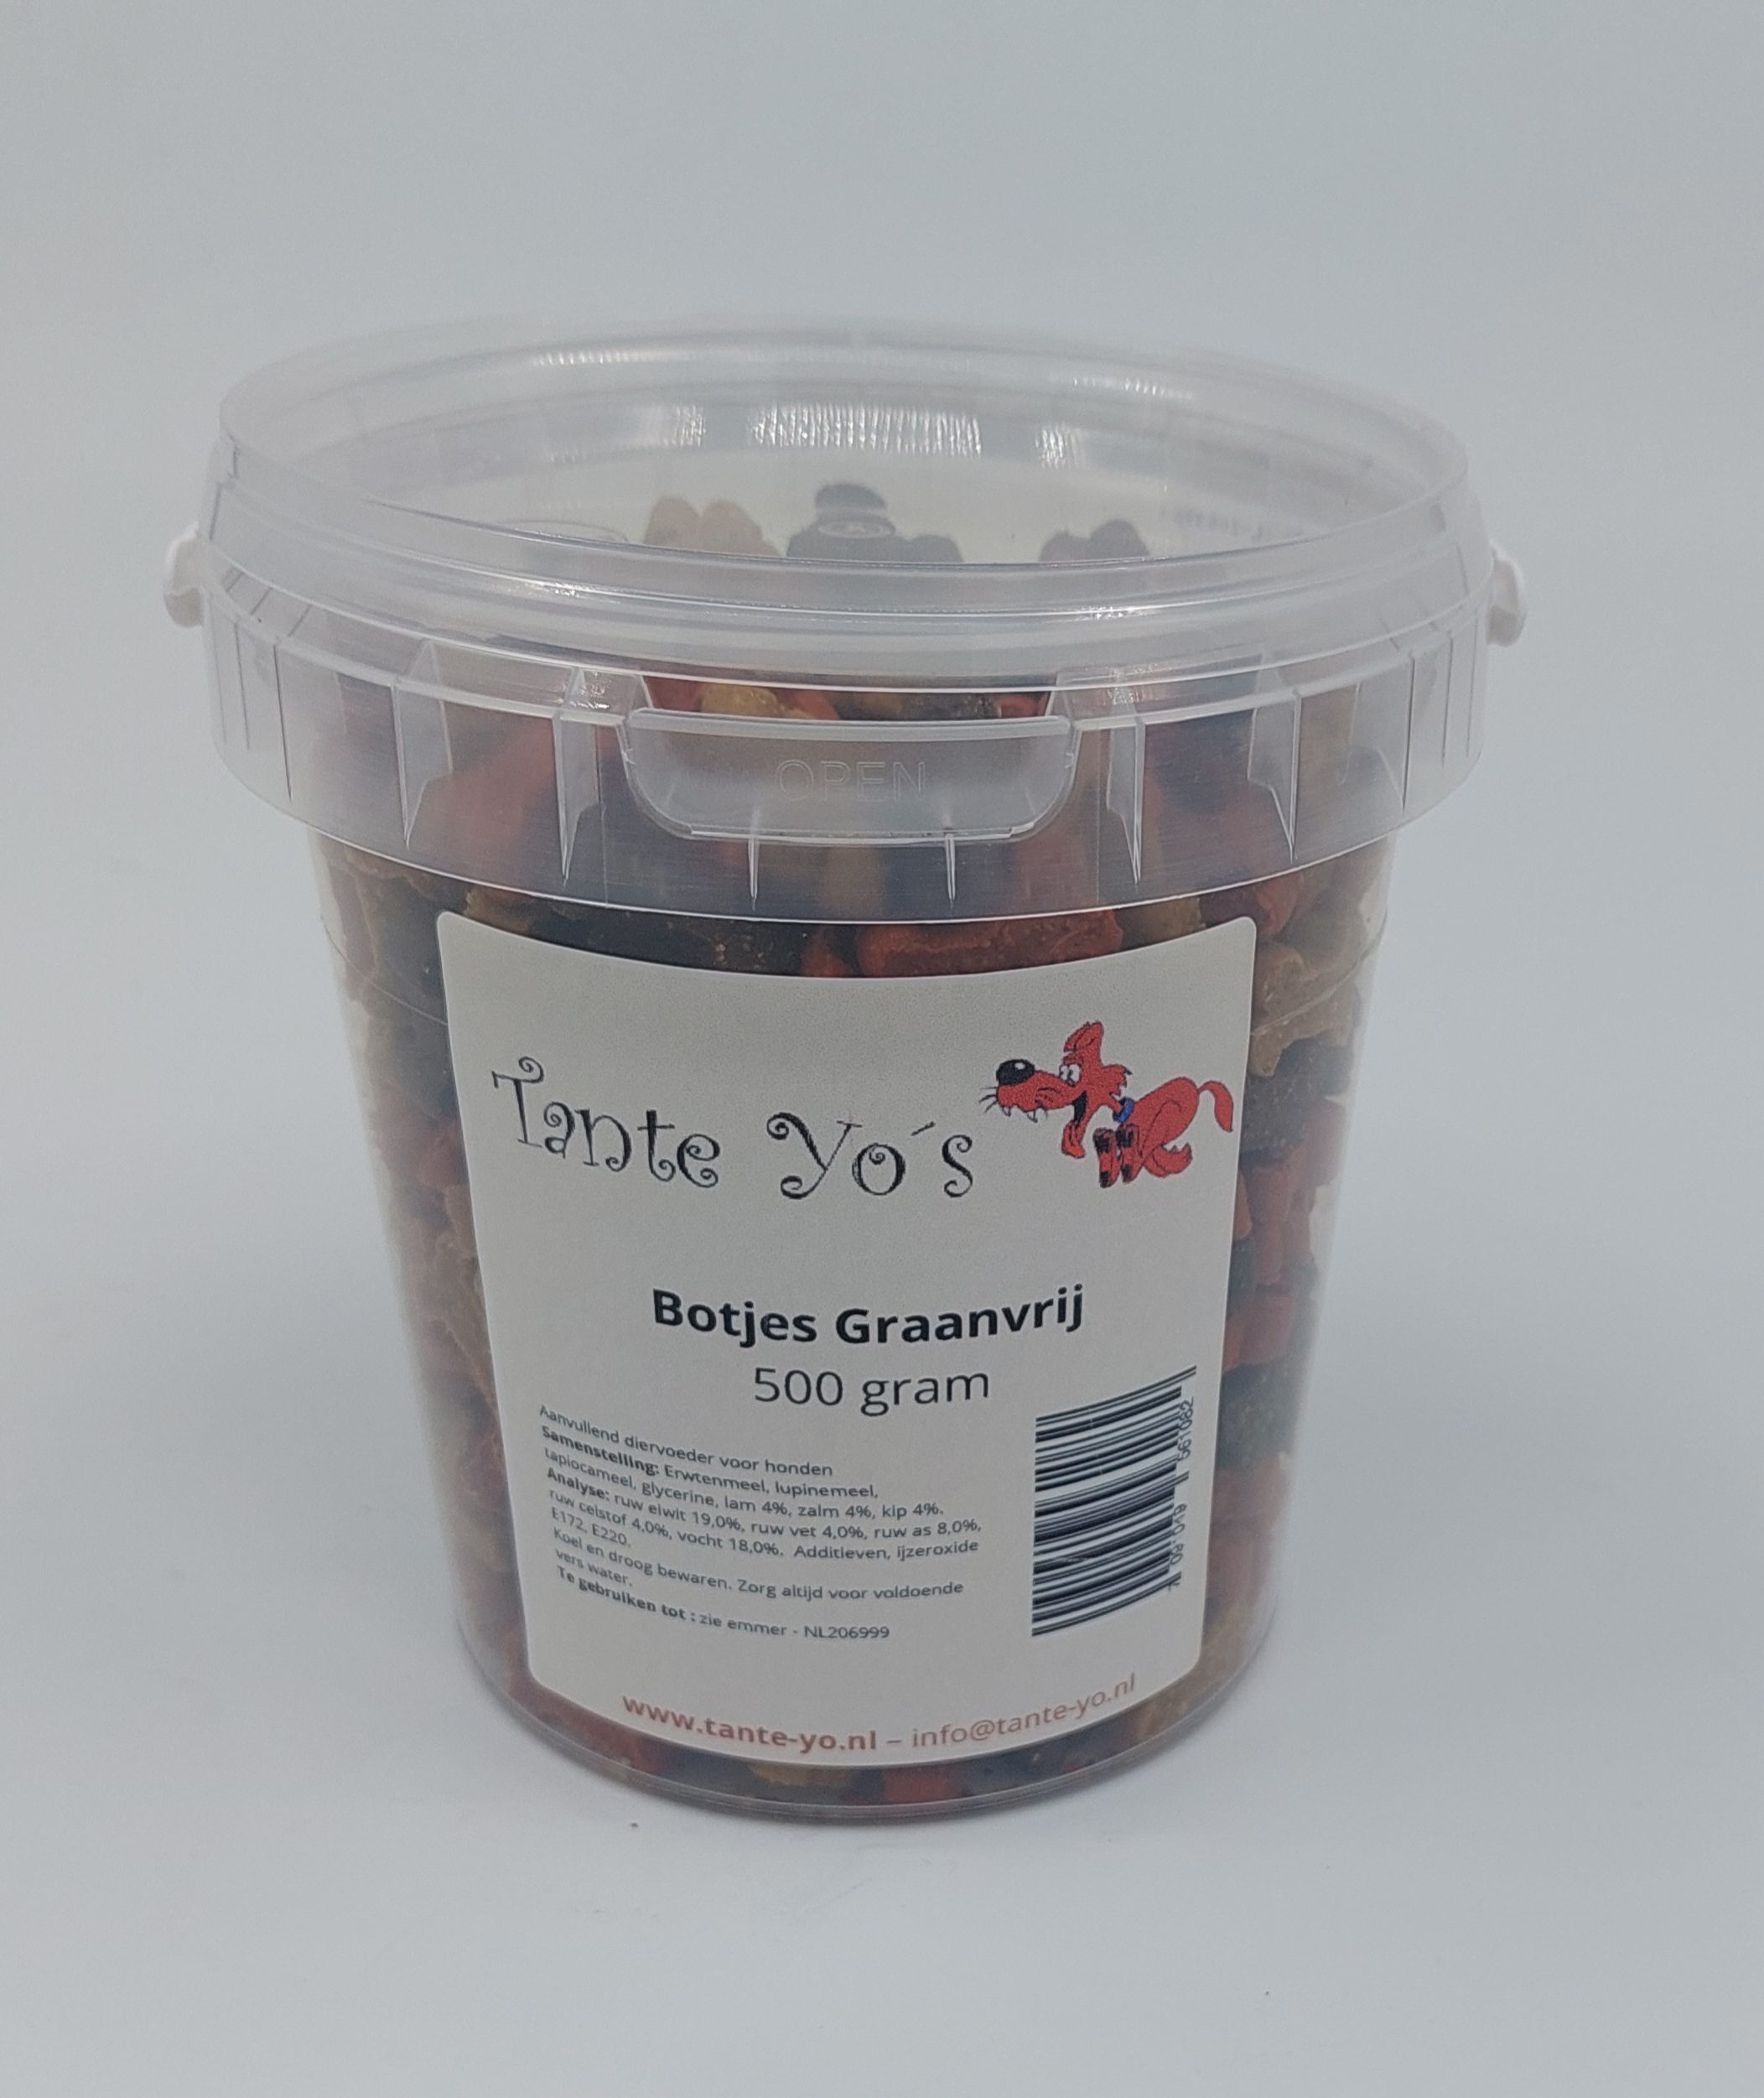 OPEN
Tante Yo´s
Botjes Graanvrij
500 gram
Aanvullend diervoeder voor honden
Samenstelling: Erwtenmeel, lupinemeel,
tapiocameel, glycerine, lam 4%, zalm 4%, kip 4%.
Analyse: ruw eiwit 19,0%, ruw vet 4,0%, ruw as 8,0%,
ruw celstof 4,0%, vocht 18,0%. Additieven, ijzeroxide
E172, E220.
Koel en droog bewaren. Zorg altijd voor voldoende
vers water.
Te gebruiken tot : zie emmer - NL206999
www.tante-yo.nl – info@tante-yo.nl